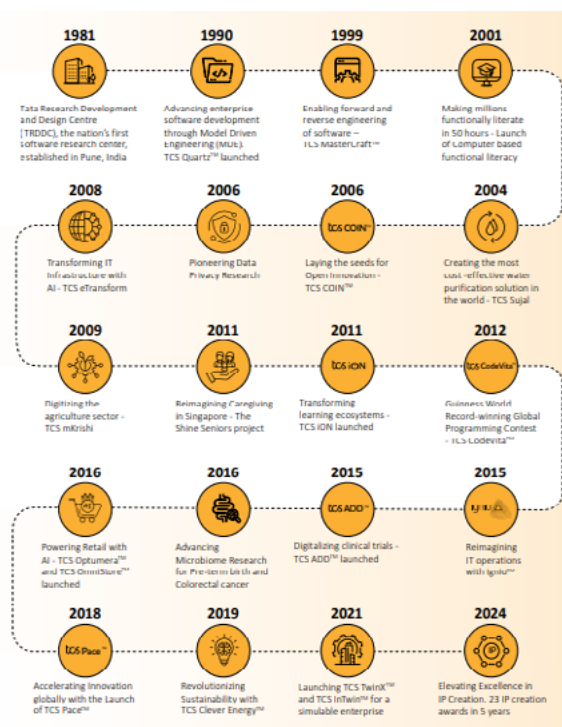 1981
Tata Research Development
and Design Centre
(TRDDC), the nation's first
software research center,
established in Pune, India
1990
Advancing enterprise
software development
through Model Driven
Engineering (MDE).
TCS Quartz™ launched
1999
Enabling forward and
reverse engineering
of software –
TCS MasterCraft™
2001
Making millions
functionally literate
in 50 hours - Launch
of Computer based
functional literacy
2004
Creating the most
cost -effective water
purification solution in
the world - TCS Sujal
2006
tcs COIN™
Laying the seeds for
Open Innovation -
TCS COIN™
2006
Pioneering Data
Privacy Research
2008
Transforming IT
Infrastructure with
AI - TCS eTransform
2009
Digitizing the
agriculture sector -
TCS mKrishi
2011
Reimagining Caregiving
in Singapore - The
Shine Seniors project
2011
tcs iON
Transforming
learning ecosystems -
TCS iON launched
2012
tcs CodeVita™
Guinness World
Record-winning Global
Programming Contest
- TCS CodeVita™
2015
ignio
Reimagining
IT operations
with ignio™
2015
tcs ADD™
Digitalizing clinical trials -
TCS ADD™ launched
2016
Advancing
Microbiome Research
for Pre-term birth and
Colorectal cancer
2016
Powering Retail with
AI - TCS Optumera™
and TCS OmniStore™
launched
2018
tcs Pace™
Accelerating Innovation
globally with the Launch
of TCS Pace™
2019
Revolutionizing
Sustainability with
TCS Clever Energy™
2021
Launching TCS TwinX™
and TCS InTwin™ for a
simulable enterprise
2024
IP
Elevating Excellence in
IP Creation. 23 IP creation
awards in 5 years